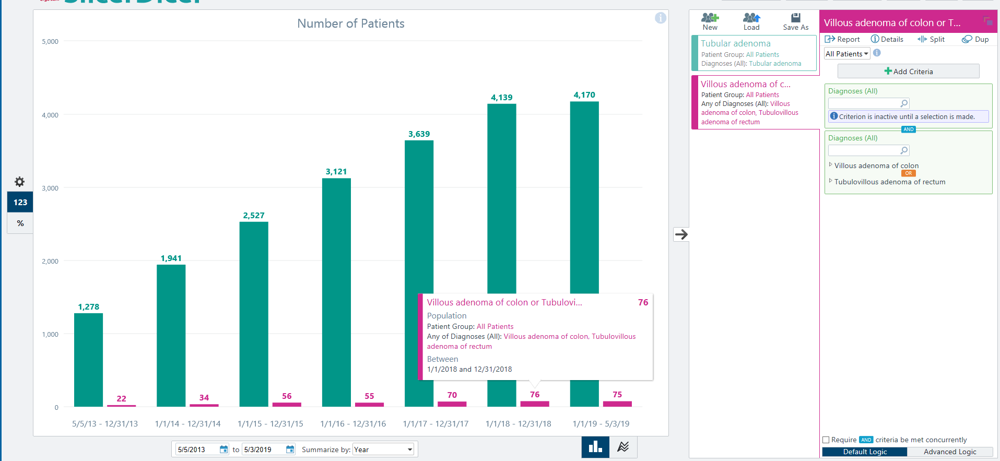 SlicerDicer
Number of Patients
5,000
4,000
3,000
2,000
1,000
0
1,278
22
1,941
34
2,527
56
3,121
55
3,639
70
4,139
76
4,170
75
5/5/13 - 12/31/13
1/1/14 - 12/31/14
1/1/15 - 12/31/15
1/1/16 - 12/31/16
1/1/17 - 12/31/17
1/1/18 - 12/31/18
1/1/19 - 5/3/19
Villous adenoma of colon or Tubulovi... 76
Population
Patient Group: All Patients
Any of Diagnoses (All): Villous adenoma of colon, Tubulovillous
adenoma of rectum
Between
1/1/2018 and 12/31/2018
123
%
5/5/2013 to 5/3/2019 Summarize by: Year
New Load Save As
Tubular adenoma
Patient Group: All Patients
Diagnoses (All): Tubular adenoma
Villous adenoma of c...
Patient Group: All Patients
Any of Diagnoses (All): Villous
adenoma of colon, Tubulovillous
adenoma of rectum
Villous adenoma of colon or T...
Report Details Split Dup
All Patients
Add Criteria
Diagnoses (All)
Criterion is inactive until a selection is made.
AND
Diagnoses (All)
Villous adenoma of colon
OR
Tubulovillous adenoma of rectum
Require AND criteria be met concurrently
Default Logic Advanced Logic